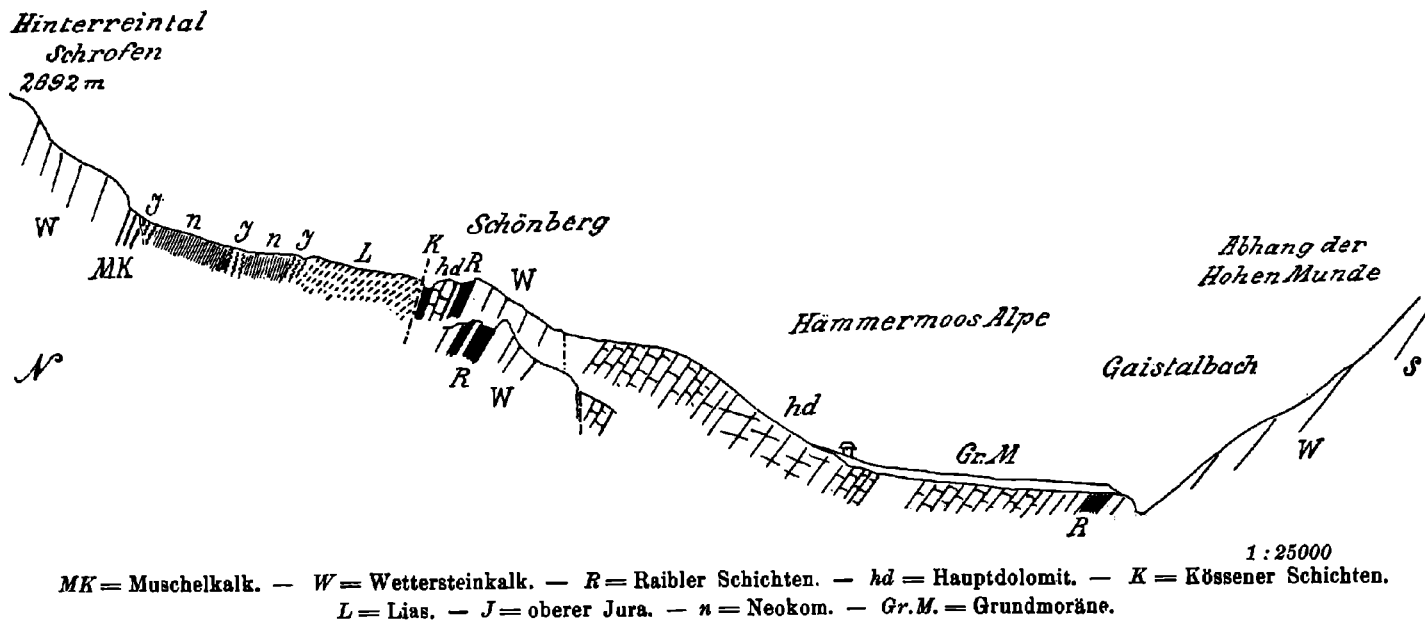 Hinterreintal
Schrofen
2692 m
J
n
J
n
J
L
K
hd
R
Schönberg
W
W
MK
Abhang der
Hohen Munde
Hämmermoos Alpe
N
R
W
Gaistalbach
S
hd
Gr.M
W
R
1 : 25000
MK = Muschelkalk. — W = Wettersteinkalk. — R = Raibler Schichten. — hd = Hauptdolomit. — K = Kössener Schichten.
L = Lias. — J = oberer Jura. — n = Neokom. — Gr.M. = Grundmoräne.